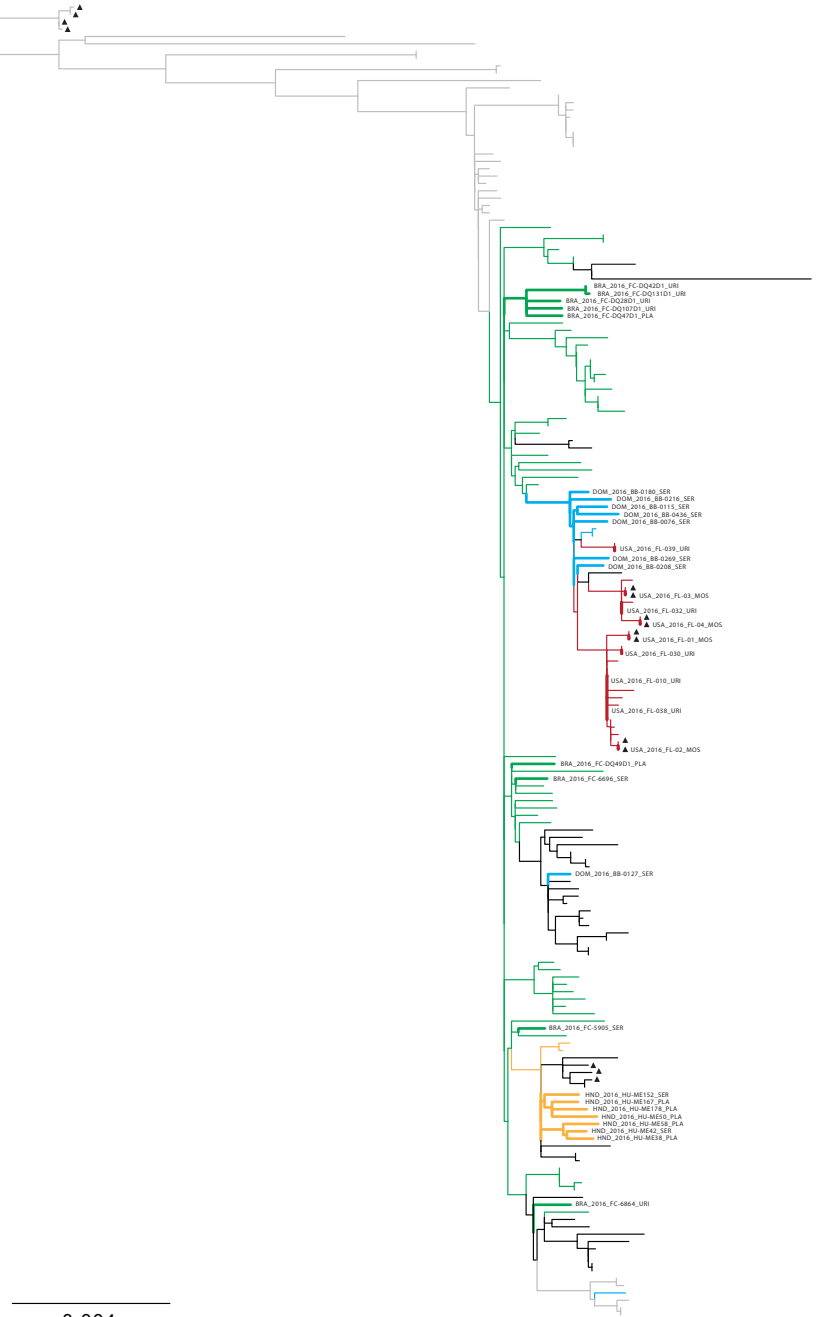 BRA_2016_FC-DQ42D1_URI
BRA_2016_FC-DQ131D1_URI
BRA_2016_FC-DQ28D1_URI
BRA_2016_FC-DQ107D1_URI
BRA_2016_FC-DQ47D1_PLA
DOM_2016_BB-0180_SER
DOM_2016_BB-0216_SER
DOM_2016_BB-0115_SER
DOM_2016_BB-0436_SER
DOM_2016_BB-0076_SER
USA_2016_FL-039_URI
DOM_2016_BB-0269_SER
DOM_2016_BB-0208_SER
USA_2016_FL-03_MOS
USA_2016_FL-032_URI
USA_2016_FL-04_MOS
USA_2016_FL-01_MOS
USA_2016_FL-030_URI
USA_2016_FL-010_URI
USA_2016_FL-038_URI
USA_2016_FL-02_MOS
BRA_2016_FC-DQ49D1_PLA
BRA_2016_FC-6696_SER
DOM_2016_BB-0127_SER
BRA_2016_FC-5905_SER
HND_2016_HU-ME152_SER
HND_2016_HU-ME167_PLA
HND_2016_HU-ME178_PLA
HND_2016_HU-ME50_PLA
HND_2016_HU-ME58_PLA
HND_2016_HU-ME42_SER
HND_2016_HU-ME38_PLA
BRA_2016_FC-6864_URI